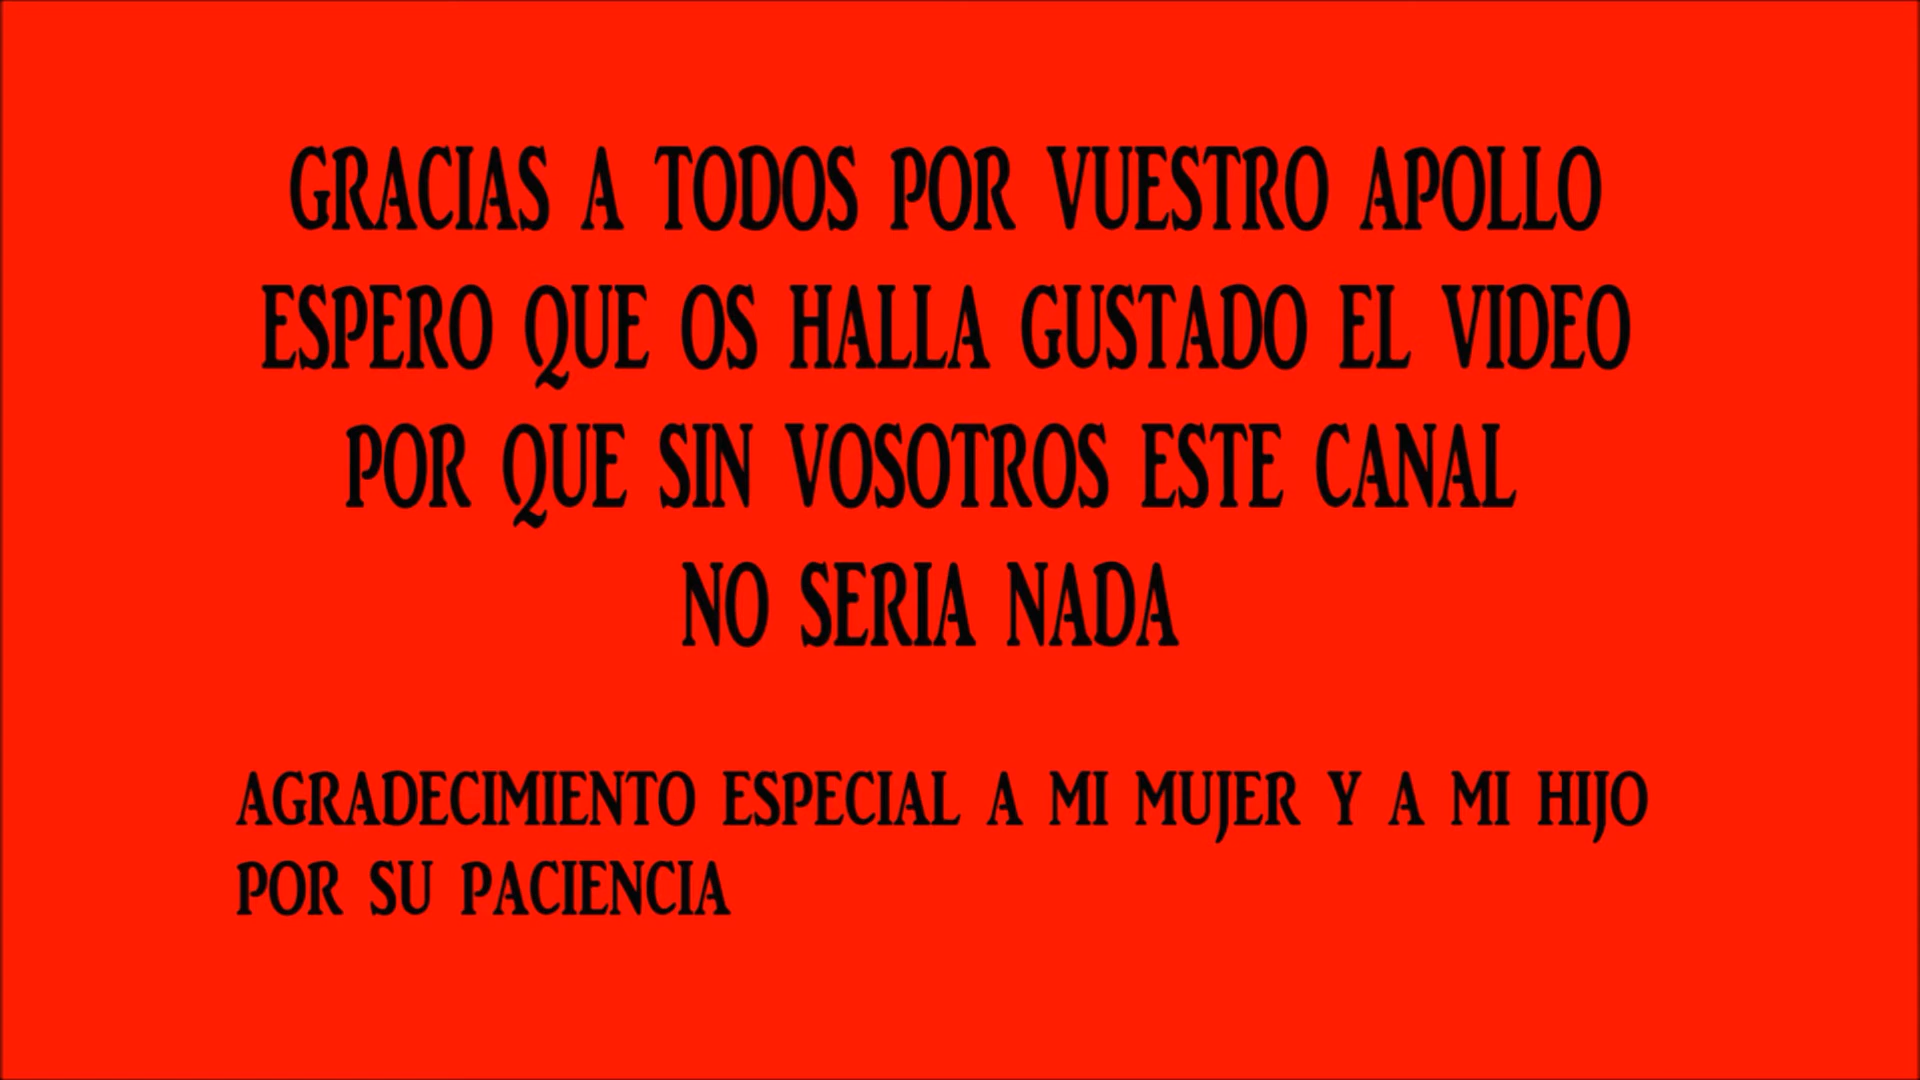 GRACIAS A TODOS POR VUESTRO APOLLO
ESPERO QUE OS HALLA GUSTADO EL VIDEO
POR QUE SIN VOSOTROS ESTE CANAL
NO SERIA NADA
AGRADECIMIENTO ESPECIAL A MI MUJER Y A MI HIJO
POR SU PACIENCIA